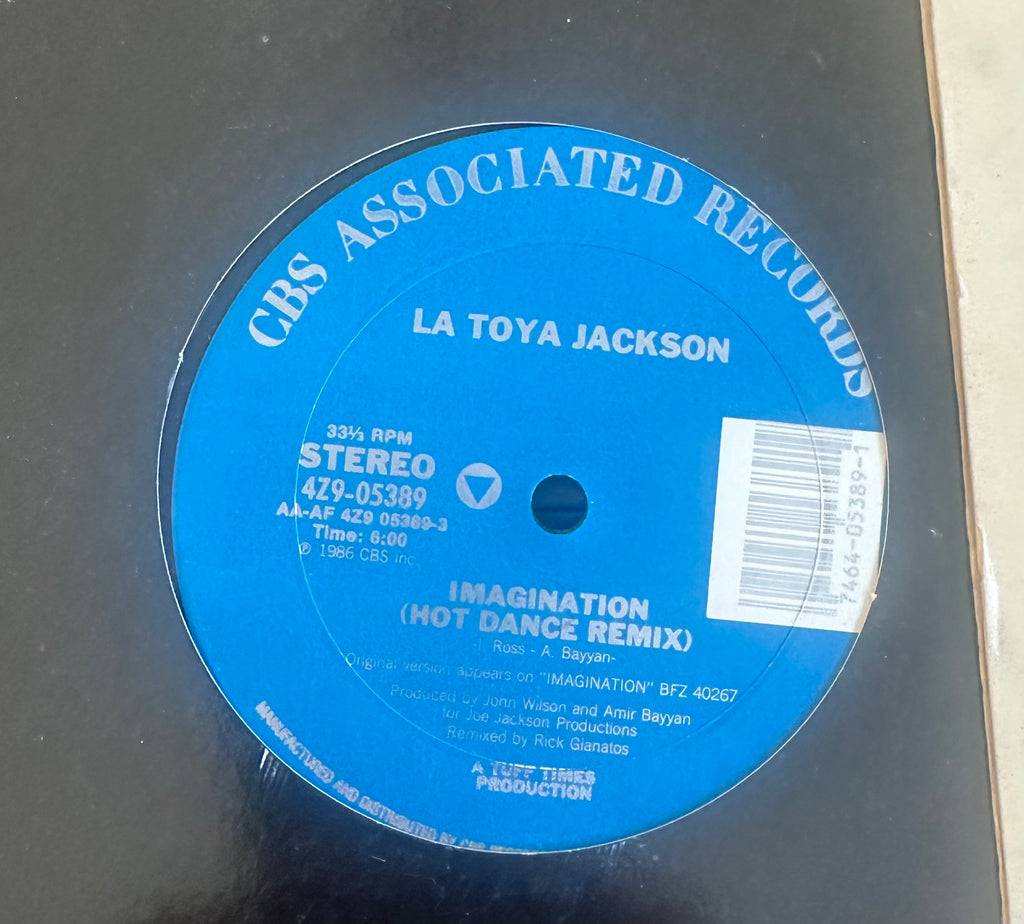 CBS ASSOCIATED RECORDS
LA TOYA JACKSON
33⅓ RPM
STEREO
4Z9-05389
AA-AF 4Z9 05389-3
Time: 6:00
℗ 1986 CBS Inc.
7464-05389-1
IMAGINATION
(HOT DANCE REMIX)
Ross - A. Bayyan-
Original version appears on "IMAGINATION" BFZ 40267
Produced by John Wilson and Amir Bayyan
for Joe Jackson Productions
Remixed by Rick Gianatos
A TUFF TIMES
PRODUCTION
MANUFACTURED AND DISTRIBUTED BY CBS